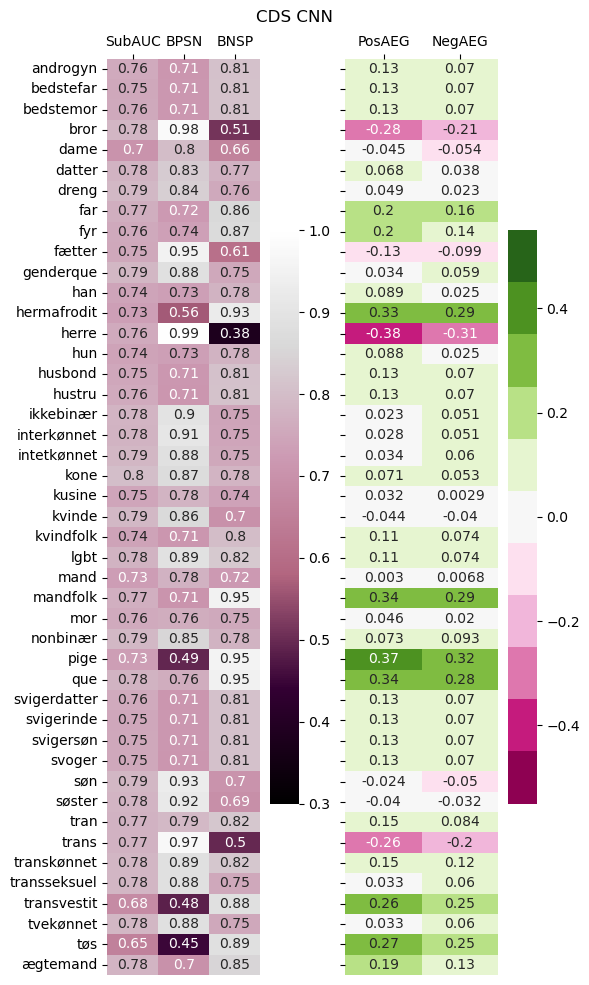 CDS CNN
SubAUC BPSN BNSP PosAEG NegAEG
androgyn 0.76 0.71 0.81 0.13 0.07
bedstefar 0.75 0.71 0.81 0.13 0.07
bedstemor 0.76 0.71 0.81 0.13 0.07
bror 0.78 0.98 0.51 -0.28 -0.21
dame 0.7 0.8 0.66 -0.045 -0.054
datter 0.78 0.83 0.77 0.068 0.038
dreng 0.79 0.84 0.76 0.049 0.023
far 0.77 0.72 0.86 0.2 0.16
fyr 0.76 0.74 0.87 0.2 0.14
1.0
fætter 0.75 0.95 0.61 -0.13 -0.099
genderque 0.79 0.88 0.75 0.034 0.059
han 0.74 0.73 0.78 0.089 0.025
hermafrodit 0.73 0.56 0.93 0.33 0.29
0.9 0.4
herre 0.76 0.99 0.38 -0.38 -0.31
hun 0.74 0.73 0.78 0.088 0.025
husbond 0.75 0.71 0.81 0.13 0.07
hustru 0.76 0.71 0.81 0.13 0.07
0.8
ikkebinær 0.78 0.9 0.75 0.023 0.051
0.2
interkønnet 0.78 0.91 0.75 0.028 0.051
intetkønnet 0.79 0.88 0.75 0.034 0.06
kone 0.8 0.87 0.78 0.071 0.053
0.7
kusine 0.75 0.78 0.74 0.032 0.0029
kvinde 0.79 0.86 0.7 -0.044 -0.04
0.0
kvindfolk 0.74 0.71 0.8 0.11 0.074
lgbt 0.78 0.89 0.82 0.11 0.074
0.6
mand 0.73 0.78 0.72 0.003 0.0068
mandfolk 0.77 0.71 0.95 0.34 0.29
mor 0.76 0.76 0.75 0.046 0.02
−0.2
nonbinær 0.79 0.85 0.78 0.073 0.093
0.5
pige 0.73 0.49 0.95 0.37 0.32
que 0.78 0.76 0.95 0.34 0.28
svigerdatter 0.76 0.71 0.81 0.13 0.07
svigerinde 0.75 0.71 0.81 0.13 0.07
0.4 −0.4
svigersøn 0.75 0.71 0.81 0.13 0.07
svoger 0.75 0.71 0.81 0.13 0.07
søn 0.79 0.93 0.7 -0.024 -0.05
søster 0.78 0.92 0.69 -0.04 -0.032
0.3
tran 0.77 0.79 0.82 0.15 0.084
trans 0.77 0.97 0.5 -0.26 -0.2
transkønnet 0.78 0.89 0.82 0.15 0.12
transseksuel 0.78 0.88 0.75 0.033 0.06
transvestit 0.68 0.48 0.88 0.26 0.25
tvekønnet 0.78 0.88 0.75 0.033 0.06
tøs 0.65 0.45 0.89 0.27 0.25
ægtemand 0.78 0.7 0.85 0.19 0.13